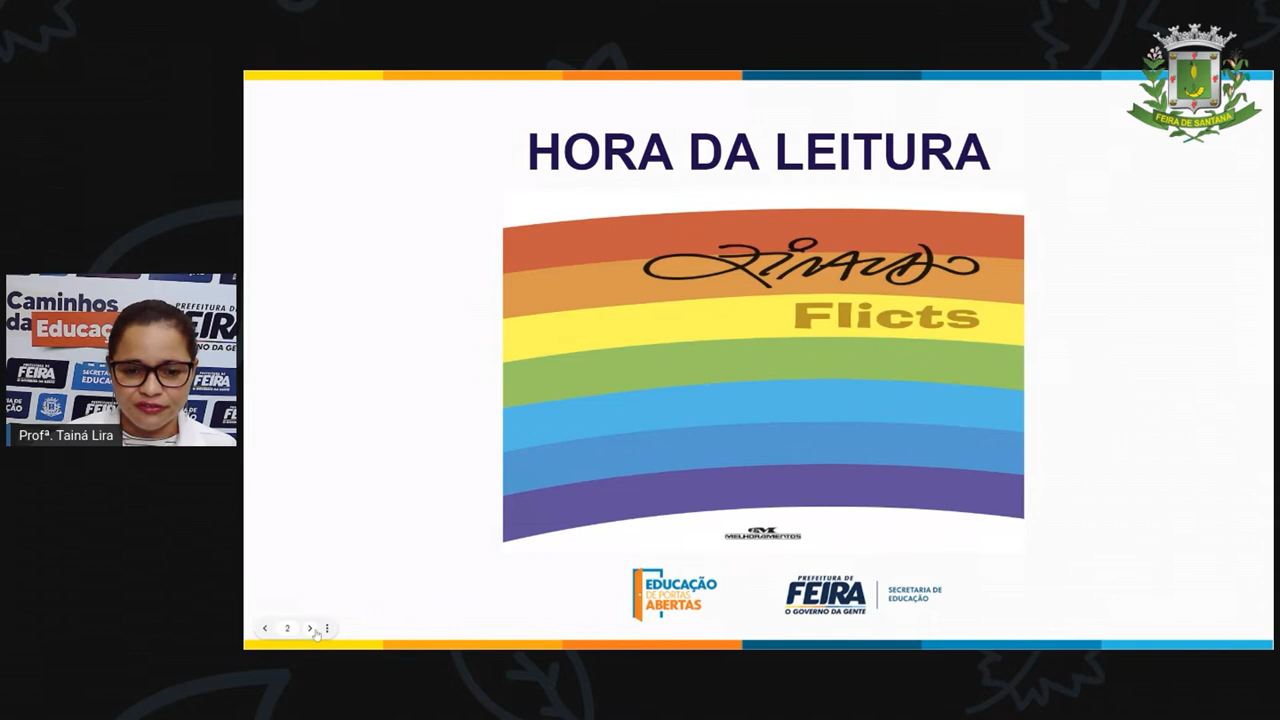 FEIRA DE SANTANA
HORA DA LEITURA
ZIRALDO
Flicts
MELHORAMENTOS
EDUCAÇÃO
DE PORTAS
ABERTAS
PREFEITURA DE
FEIRA
O GOVERNO DA GENTE
SECRETARIA DE
EDUCAÇÃO
2
Caminhos
da Educaç
PREFEITURA D
FEIRA
Profª. Tainá Lira